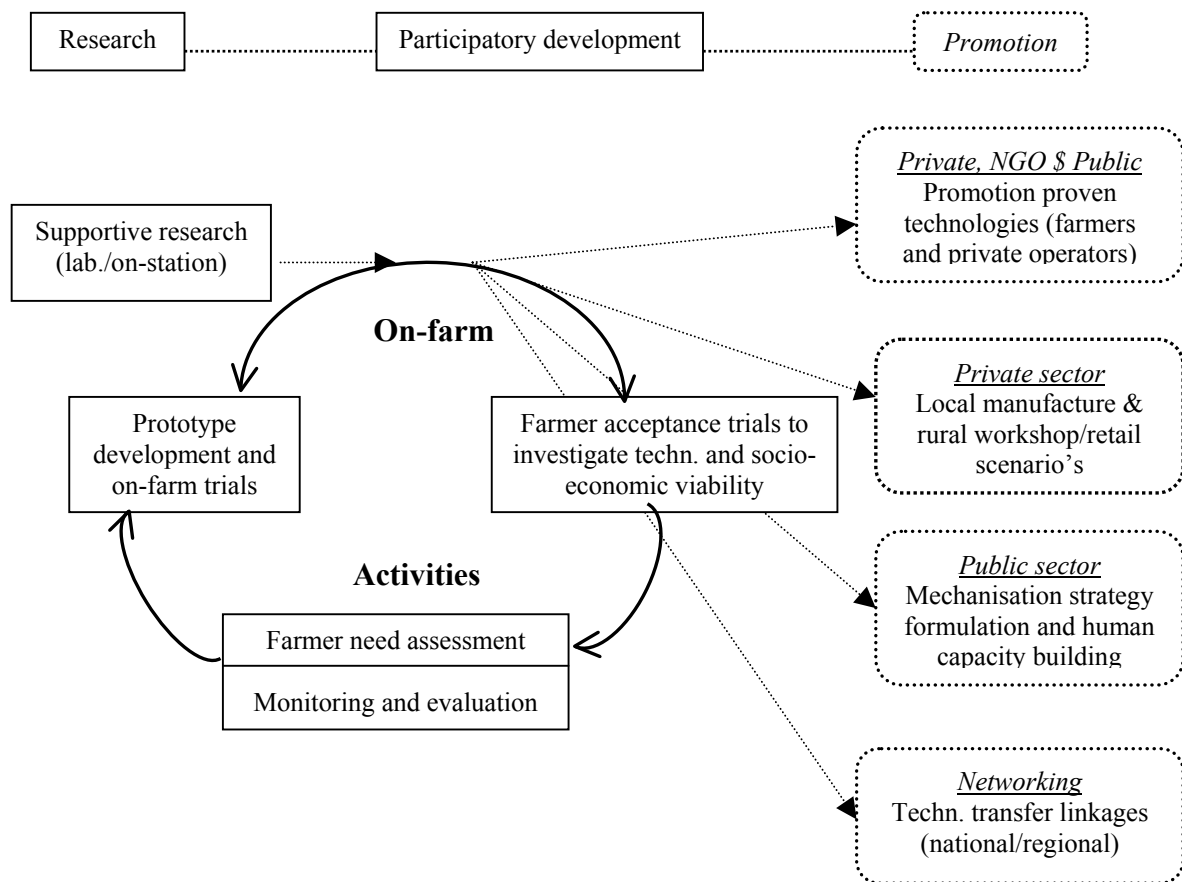 Research
Participatory development
Promotion
Private, NGO $ Public
Promotion proven
technologies (farmers
and private operators)
Supportive research
(lab./on-station)
On-farm
Private sector
Local manufacture &
rural workshop/retail
scenario’s
Prototype
development and
on-farm trials
Farmer acceptance trials to
investigate techn. and socio-
economic viability
Public sector
Mechanisation strategy
formulation and human
capacity building
Activities
Farmer need assessment
Monitoring and evaluation
Networking
Techn. transfer linkages
(national/regional)